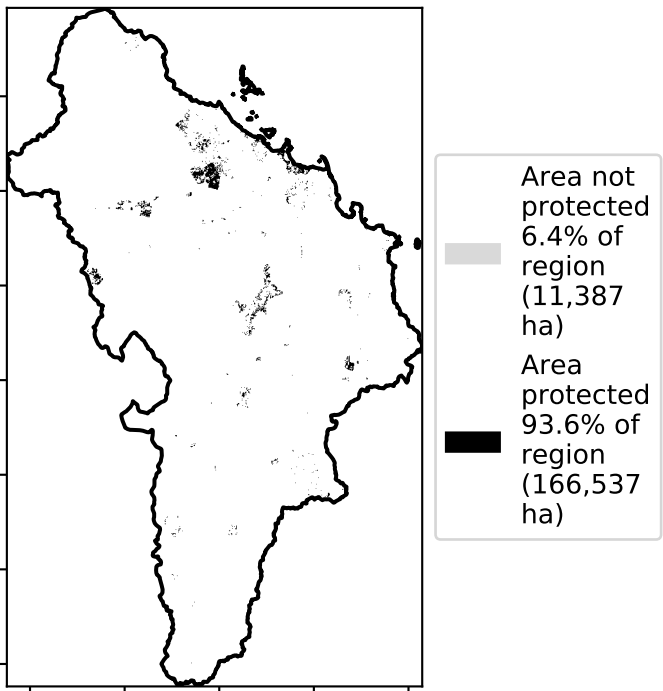 Area not
protected
6.4% of
region
(11,387
ha)
Area
protected
93.6% of
region
(166,537
ha)